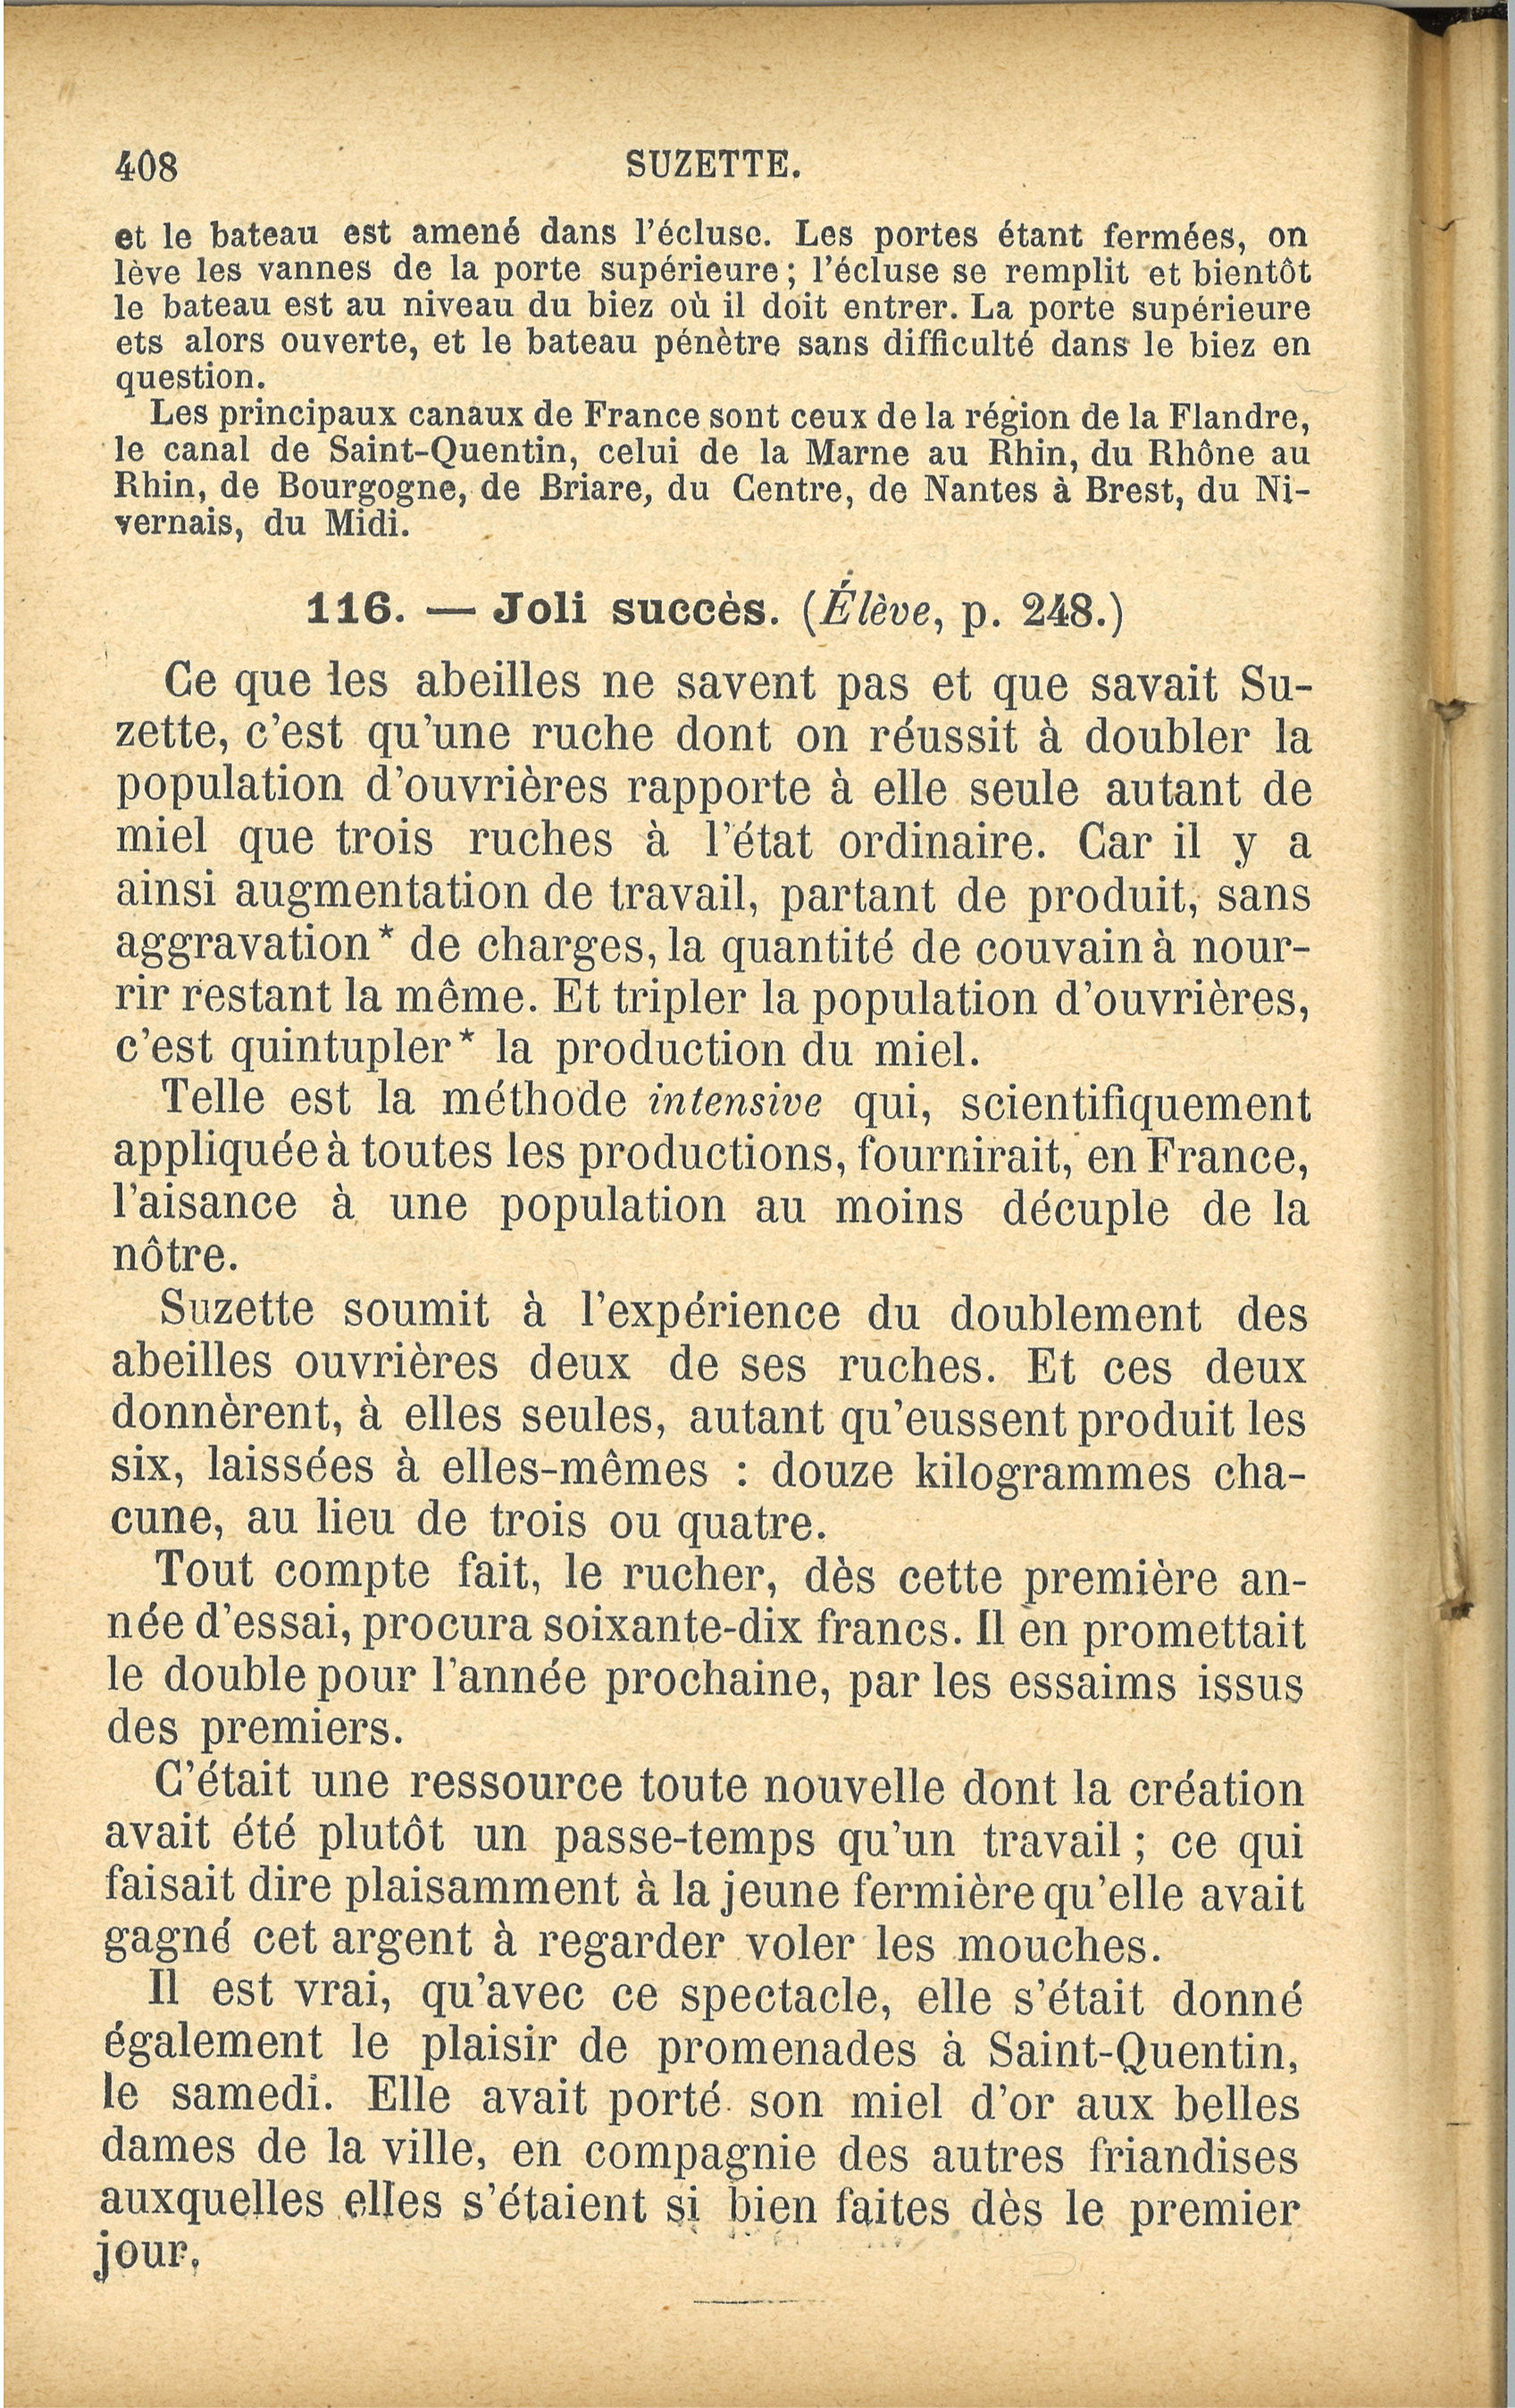 408 SUZETTE.
et le bateau est amené dans l'écluse. Les portes étant fermées, on
lève les vannes de la porte supérieure; l'écluse se remplit et bientôt
le bateau est au niveau du biez où il doit entrer. La porte supérieure
ets alors ouverte, et le bateau pénètre sans difficulté dans le biez en
question.
Les principaux canaux de France sont ceux de la région de la Flandre,
le canal de Saint-Quentin, celui de la Marne au Rhin, du Rhône au
Rhin, de Bourgogne, de Briare, du Centre, de Nantes à Brest, du Ni-
vernais, du Midi.
116. — Joli succès. (Élève, p. 248.)
Ce que les abeilles ne savent pas et que savait Su-
zette, c'est qu'une ruche dont on réussit à doubler la
population d'ouvrières rapporte à elle seule autant de
miel que trois ruches à l'état ordinaire. Car il y a
ainsi augmentation de travail, partant de produit, sans
aggravation* de charges, la quantité de couvain à nour-
rir restant la même. Et tripler la population d'ouvrières,
c'est quintupler* la production du miel.
Telle est la méthode intensive qui, scientifiquement
appliquée à toutes les productions, fournirait, en France,
l'aisance à une population au moins décuple de la
nôtre.
Suzette soumit à l'expérience du doublement des
abeilles ouvrières deux de ses ruches. Et ces deux
donnèrent, à elles seules, autant qu'eussent produit les
six, laissées à elles-mêmes : douze kilogrammes cha-
cune, au lieu de trois ou quatre.
Tout compte fait, le rucher, dès cette première an-
née d'essai, procura soixante-dix francs. Il en promettait
le double pour l'année prochaine, par les essaims issus
des premiers.
C'était une ressource toute nouvelle dont la création
avait été plutôt un passe-temps qu'un travail; ce qui
faisait dire plaisamment à la jeune fermière qu'elle avait
gagné cet argent à regarder voler les mouches.
Il est vrai, qu'avec ce spectacle, elle s'était donné
également le plaisir de promenades à Saint-Quentin,
le samedi. Elle avait porté son miel d'or aux belles
dames de la ville, en compagnie des autres friandises
auxquelles elles s'étaient si bien faites dès le premier
jour.